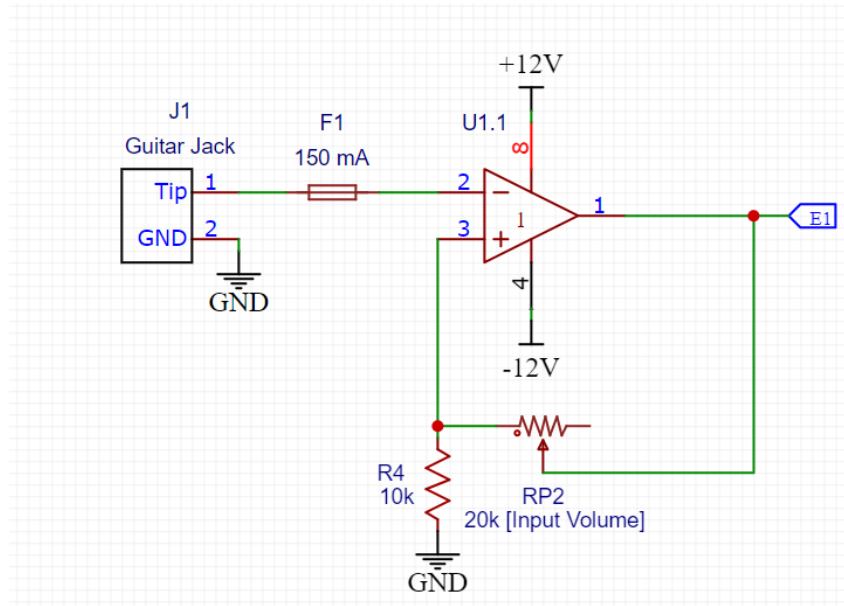 +12V
J1
Guitar Jack
F1
150 mA
U1.1
8
Tip 1
GND 2
2
3
1
1
E1
4
GND
-12V
R4
10k
RP2
20k [Input Volume]
GND